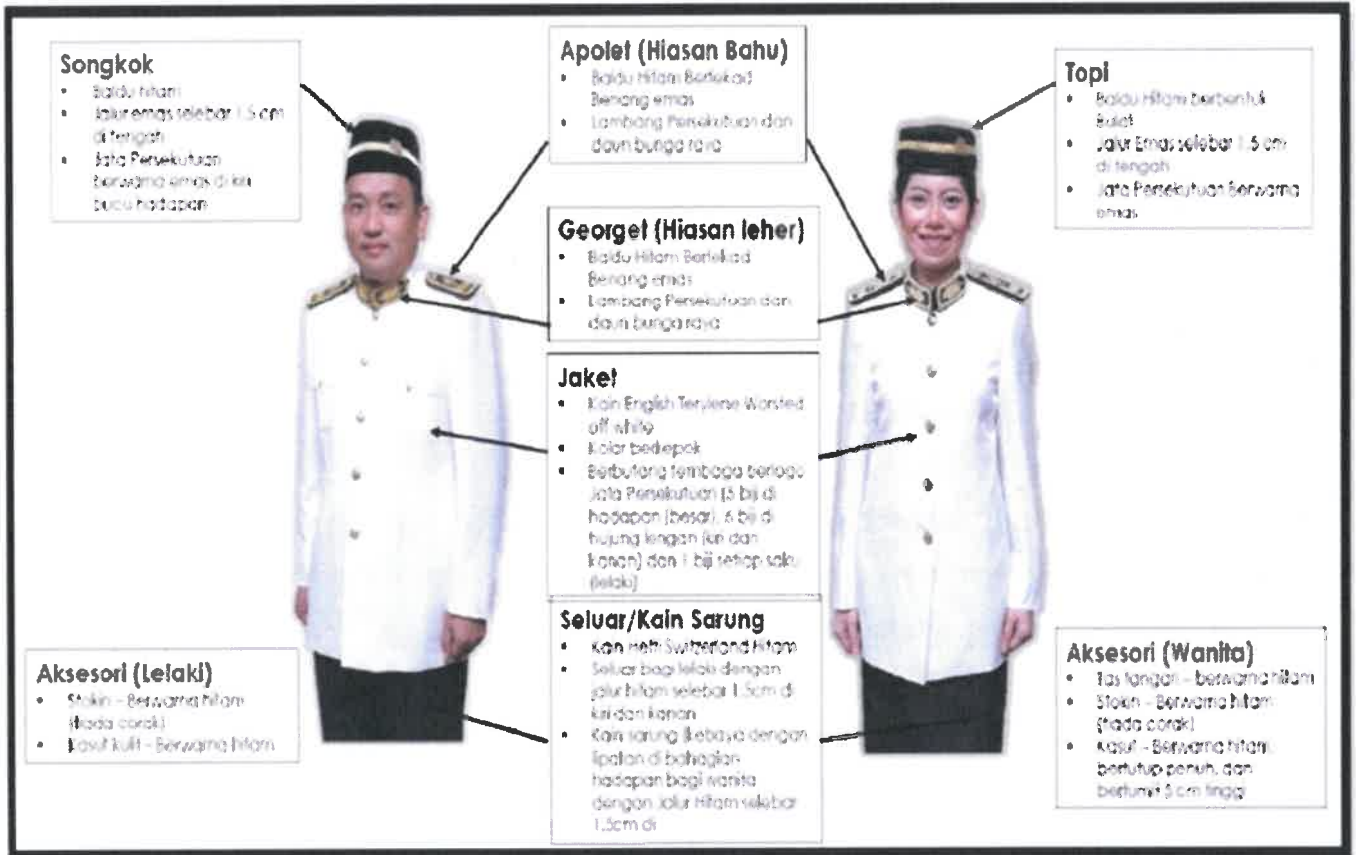 Songkok
• Baldu hitam
• Jalur emas selebar 1.5 cm
di tengah
• Jata Persekutuan
berwarna emas di kiri
bucu hadapan
Apolet (Hiasan Bahu)
• Baldu Hitam Bertekad
Benang emas
• Lambang Persekutuan dan
daun bunga raya
Topi
• Baldu Hitam berbentuk
Bulat
• Jalur Emas selebar 1.5 cm
di tengah
• Jata Persekutuan Berwarna
emas
Georget (Hiasan leher)
• Baldu Hitam Bertekad
Benang emas
• Lambang Persekutuan dan
daun bunga raya
Jaket
• Kain English Terylene Worsted
off white
• Kolar berkepak
• Berbutang tembaga berlogo
Jata Persekutuan (5 biji di
hadapan (besar), 6 biji di
hujung lengan (kiri dan
kanan) dan 1 biji setiap saku
(lelaki)
Seluar/Kain Sarung
• Kain Hetti Switzerland Hitam
• Seluar bagi lelaki dengan
jalur hitam selebar 1.5cm di
kiri dan kanan
• Kain sarung kebaya dengan
lipatan di bahagian
hadapan bagi wanita
dengan Jalur Hitam selebar
1.5cm di
Aksesori (Lelaki)
• Stokin – Berwarna hitam
(tiada corak)
• Kasut kulit – Berwarna hitam
Aksesori (Wanita)
• Tas tangan – berwarna hitam
• Stokin – Berwarna hitam
(tiada corak)
• Kasut – Berwarna hitam,
bertutup penuh, dan
bertumit 5 cm tinggi